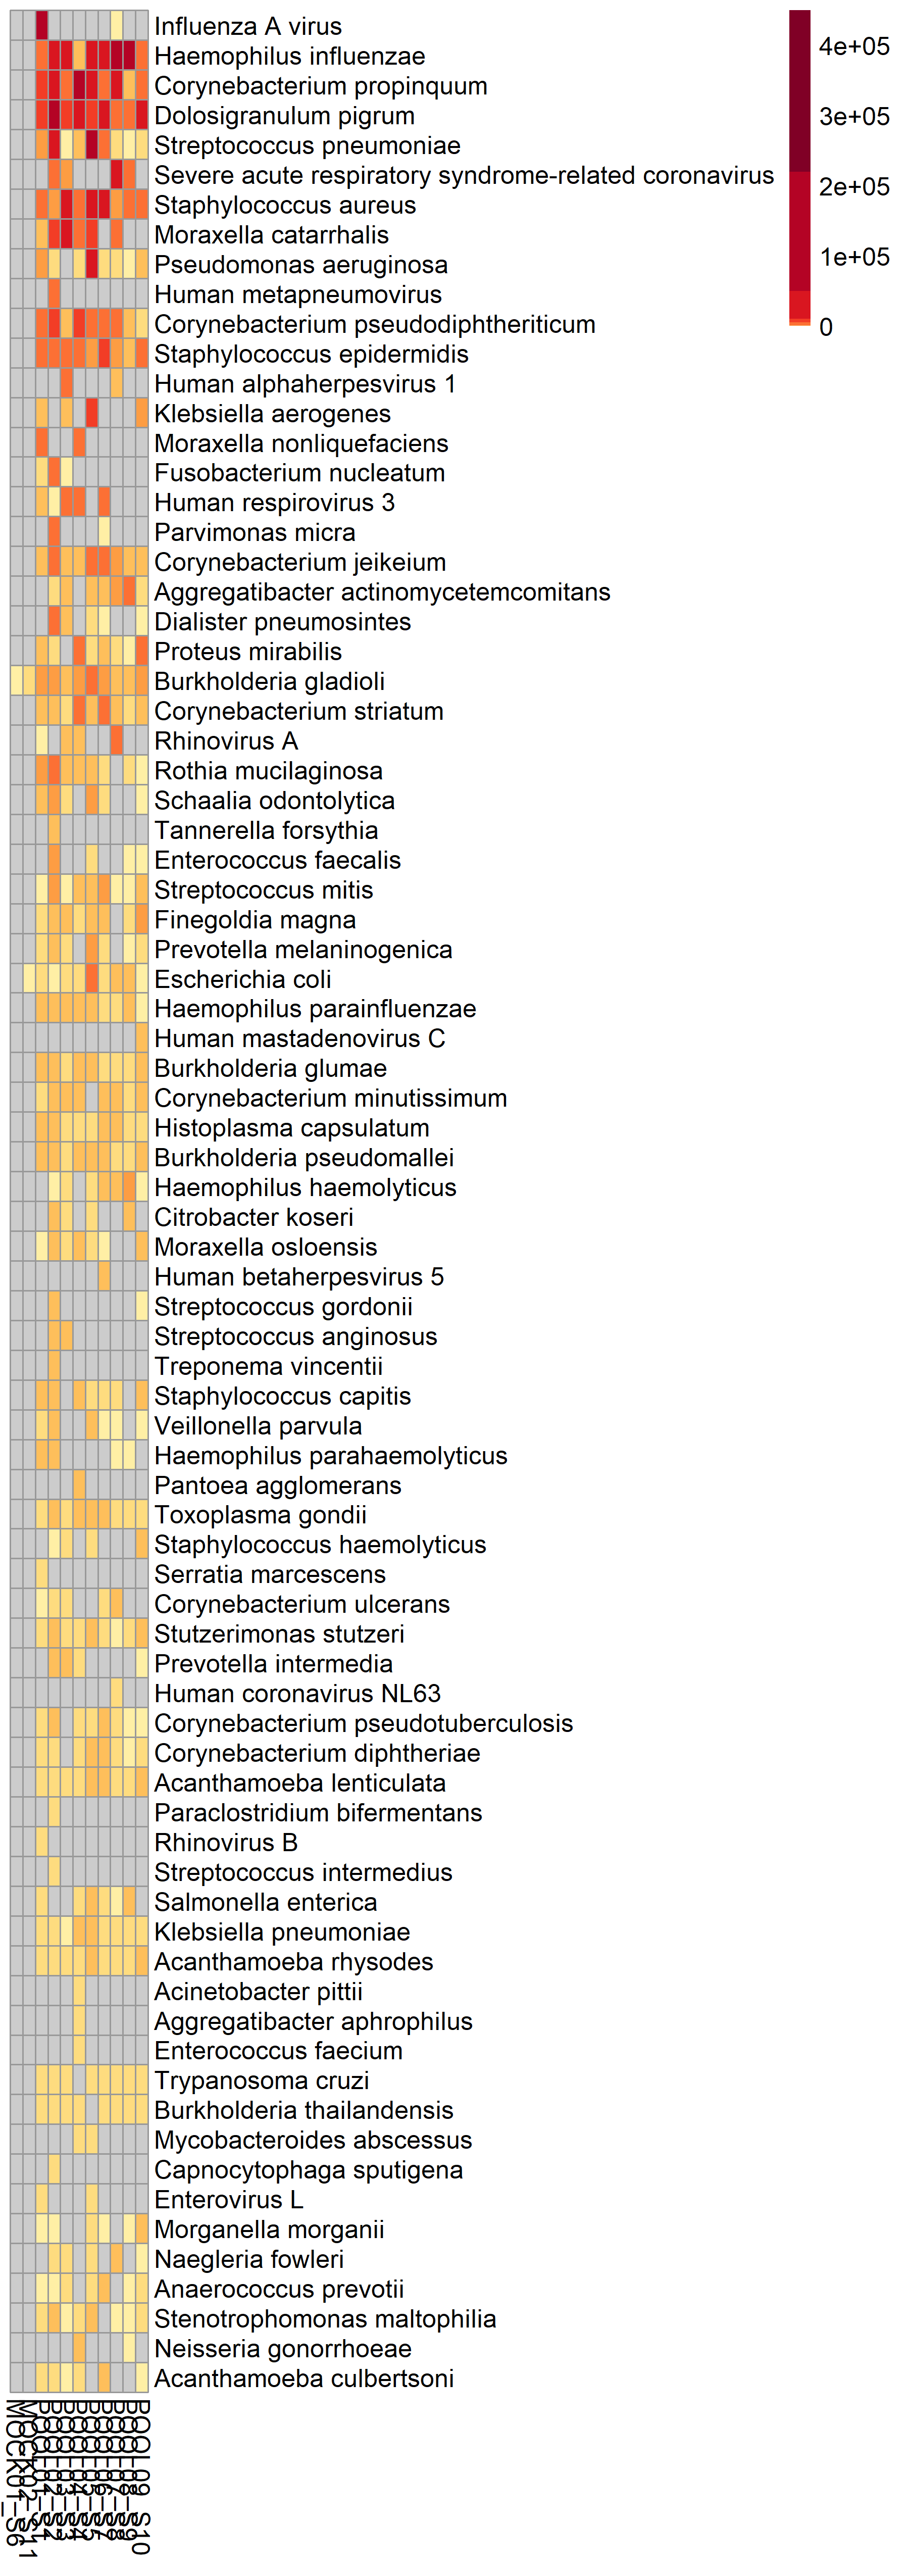 Influenza A virus
Haemophilus influenzae
Corynebacterium propinquum
Dolosigranulum pigrum
Streptococcus pneumoniae
Severe acute respiratory syndrome-related coronavirus
Staphylococcus aureus
Moraxella catarrhalis
Pseudomonas aeruginosa
Human metapneumovirus
Corynebacterium pseudodiphtheriticum
Staphylococcus epidermidis
Human alphaherpesvirus 1
Klebsiella aerogenes
Moraxella nonliquefaciens
Fusobacterium nucleatum
Human respirovirus 3
Parvimonas micra
Corynebacterium jeikeium
Aggregatibacter actinomycetemcomitans
Dialister pneumosintes
Proteus mirabilis
Burkholderia gladioli
Corynebacterium striatum
Rhinovirus A
Rothia mucilaginosa
Schaalia odontolytica
Tannerella forsythia
Enterococcus faecalis
Streptococcus mitis
Finegoldia magna
Prevotella melaninogenica
Escherichia coli
Haemophilus parainfluenzae
Human mastadenovirus C
Burkholderia glumae
Corynebacterium minutissimum
Histoplasma capsulatum
Burkholderia pseudomallei
Haemophilus haemolyticus
Citrobacter koseri
Moraxella osloensis
Human betaherpesvirus 5
Streptococcus gordonii
Streptococcus anginosus
Treponema vincentii
Staphylococcus capitis
Veillonella parvula
Haemophilus parahaemolyticus
Pantoea agglomerans
Toxoplasma gondii
Staphylococcus haemolyticus
Serratia marcescens
Corynebacterium ulcerans
Stutzerimonas stutzeri
Prevotella intermedia
Human coronavirus NL63
Corynebacterium pseudotuberculosis
Corynebacterium diphtheriae
Acanthamoeba lenticulata
Paraclostridium bifermentans
Rhinovirus B
Streptococcus intermedius
Salmonella enterica
Klebsiella pneumoniae
Acanthamoeba rhysodes
Acinetobacter pittii
Aggregatibacter aphrophilus
Enterococcus faecium
Trypanosoma cruzi
Burkholderia thailandensis
Mycobacteroides abscessus
Capnocytophaga sputigena
Enterovirus L
Morganella morganii
Naegleria fowleri
Anaerococcus prevotii
Stenotrophomonas maltophilia
Neisseria gonorrhoeae
Acanthamoeba culbertsoni
4e+05
3e+05
2e+05
1e+05
0
MOCK01_S6
POOL09_S10